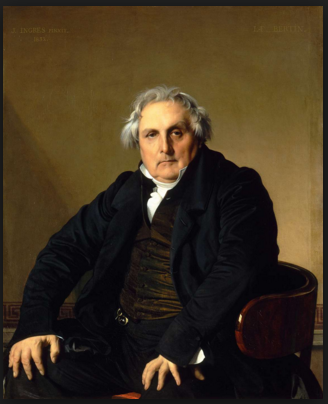 J. INGRES pinxit
1832
L.F. BERTIN